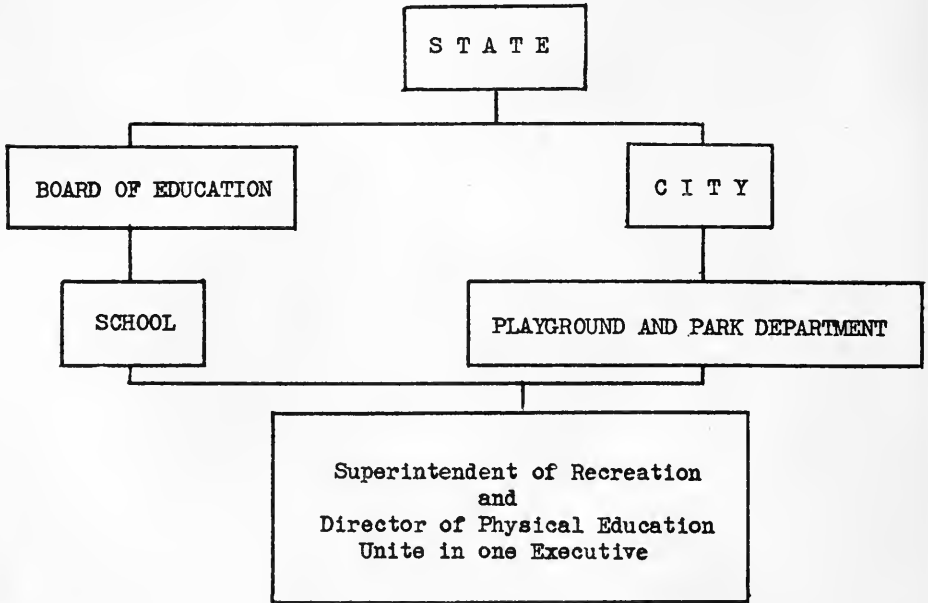 S T A T E
BOARD OF EDUCATION
C I T Y
SCHOOL
PLAYGROUND AND PARK DEPARTMENT
Superintendent of Recreation
and
Director of Physical Education
Unite in one Executive